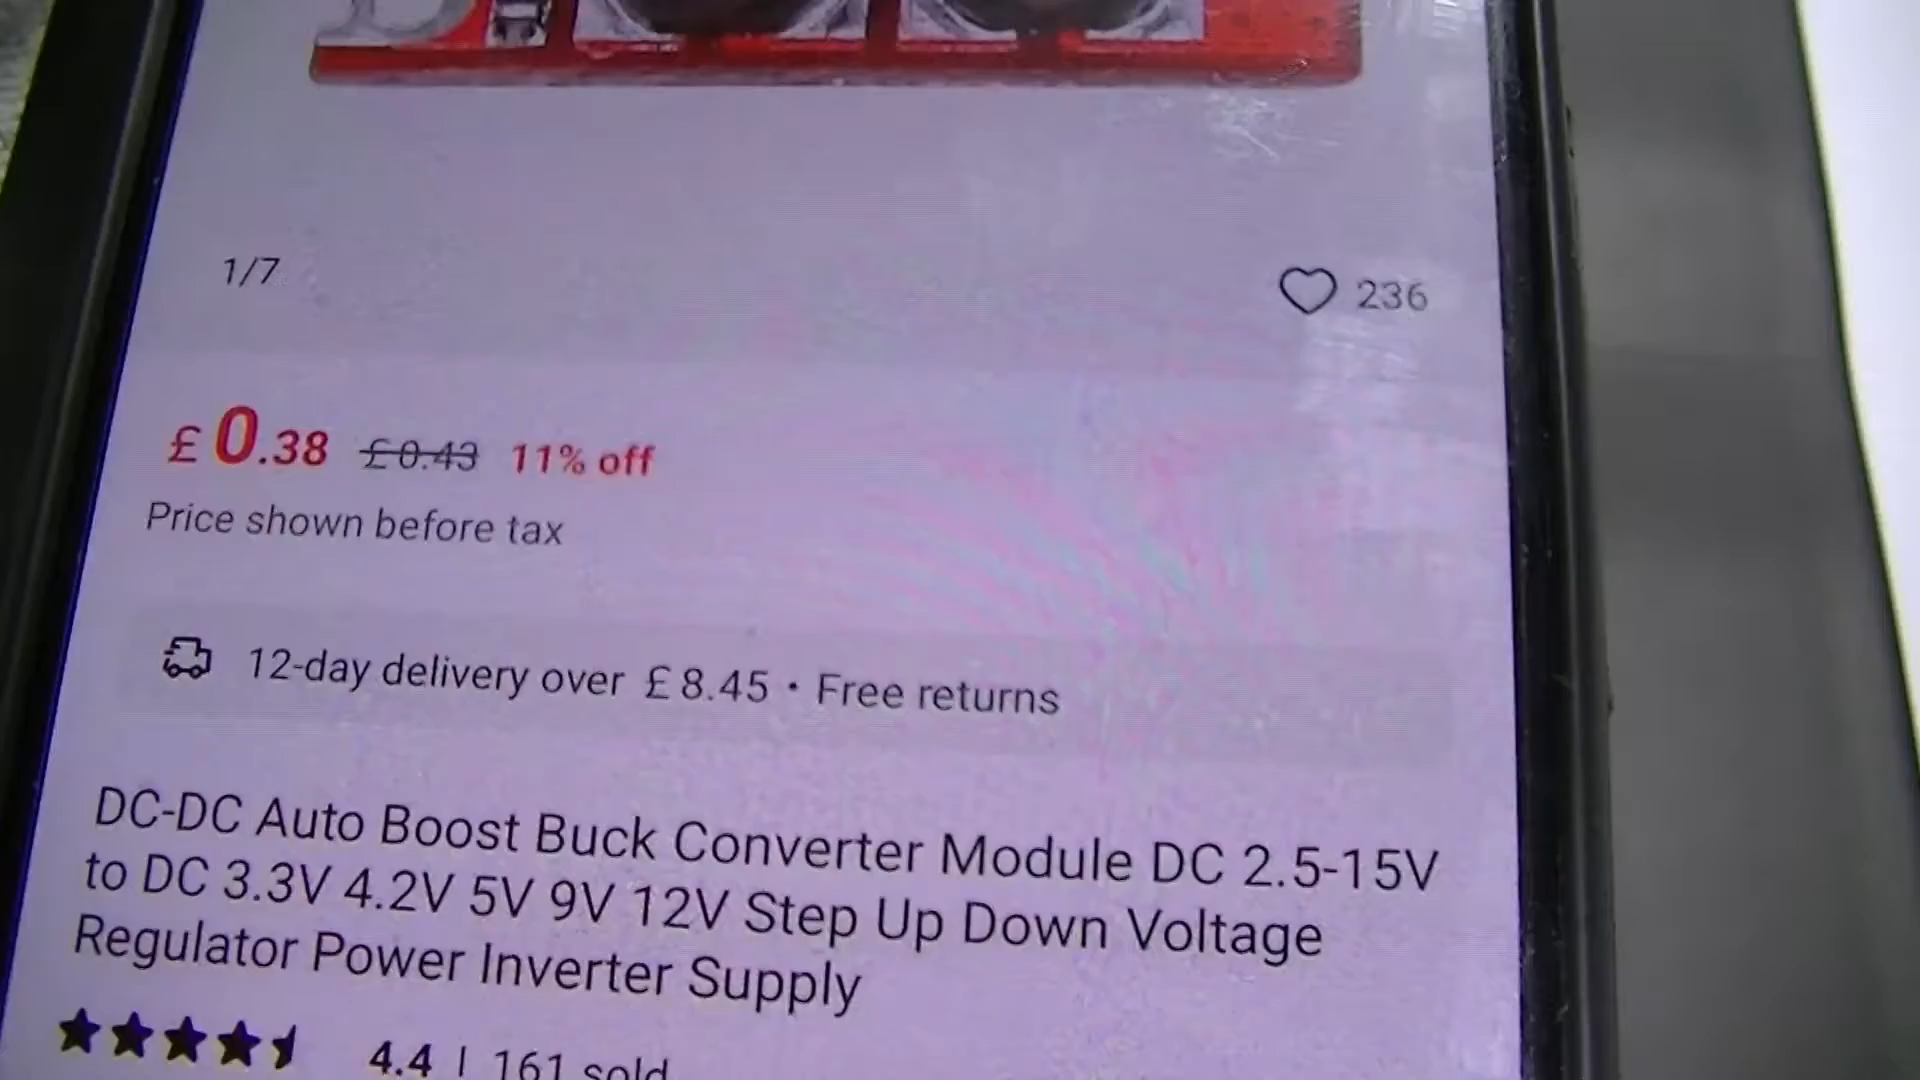 1/7
236
£0.38 £0.43 11% off
Price shown before tax
12-day delivery over £8.45 · Free returns
DC-DC Auto Boost Buck Converter Module DC 2.5-15V
to DC 3.3V 4.2V 5V 9V 12V Step Up Down Voltage
Regulator Power Inverter Supply
4.4 | 161 sold